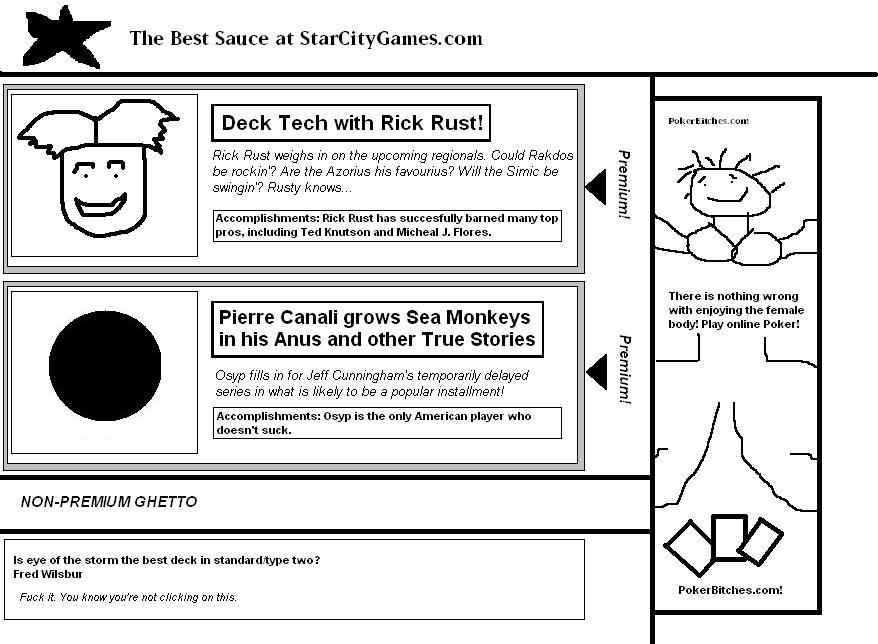 The Best Sauce at StarCityGames.com
Deck Tech with Rick Rust!
Rick Rust weighs in on the upcoming regionals. Could Rakdos
be rockin'? Are the Azorius his favourius? Will the Simic be
swingin'? Rusty knows...
Accomplishments: Rick Rust has succesfully barned many top
pros, including Ted Knutson and Micheal J. Flores.
Premium!
Pierre Canali grows Sea Monkeys
in his Anus and other True Stories
Osyp fills in for Jeff Cunningham's temporarily delayed
series in what is likely to be a popular installment!
Accomplishments: Osyp is the only American player who
doesn't suck.
Premium!
NON-PREMIUM GHETTO
Is eye of the storm the best deck in standard/type two?
Fred Wilsbur
Fuck it. You know you're not clicking on this.
PokerBitches.com
There is nothing wrong
with enjoying the female
body! Play online Poker!
PokerBitches.com!